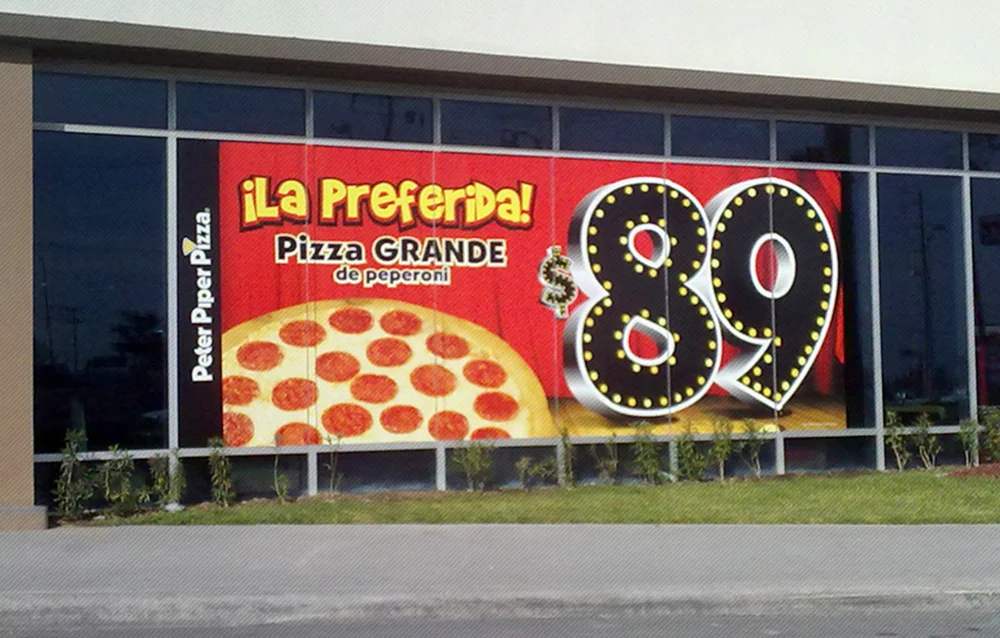 ¡La Preferida!
Pizza GRANDE
de peperoni
$89
Peter Piper Pizza